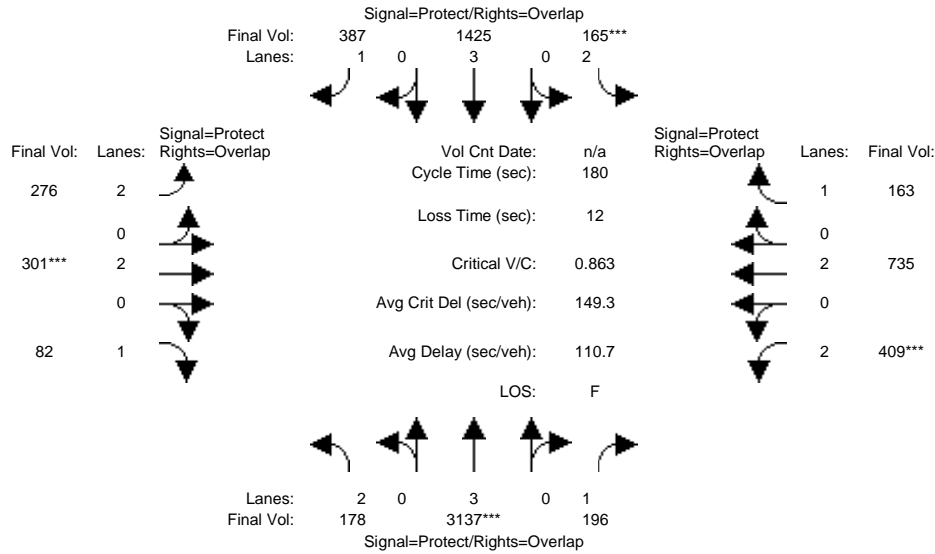 Signal=Protect/Rights=Overlap
Final Vol: 387 1425 165***
Lanes: 1 0 3 0 2
Signal=Protect
Final Vol: Lanes: Rights=Overlap
Vol Cnt Date: n/a
Signal=Protect
Rights=Overlap Lanes: Final Vol:
Cycle Time (sec): 180
276 2 1 163
Loss Time (sec): 12
0 0
301*** 2 Critical V/C: 0.863 2 735
0 Avg Crit Del (sec/veh): 149.3 0
82 1 Avg Delay (sec/veh): 110.7 2 409***
LOS: F
Lanes: 2 0 3 0 1
Final Vol: 178 3137*** 196
Signal=Protect/Rights=Overlap